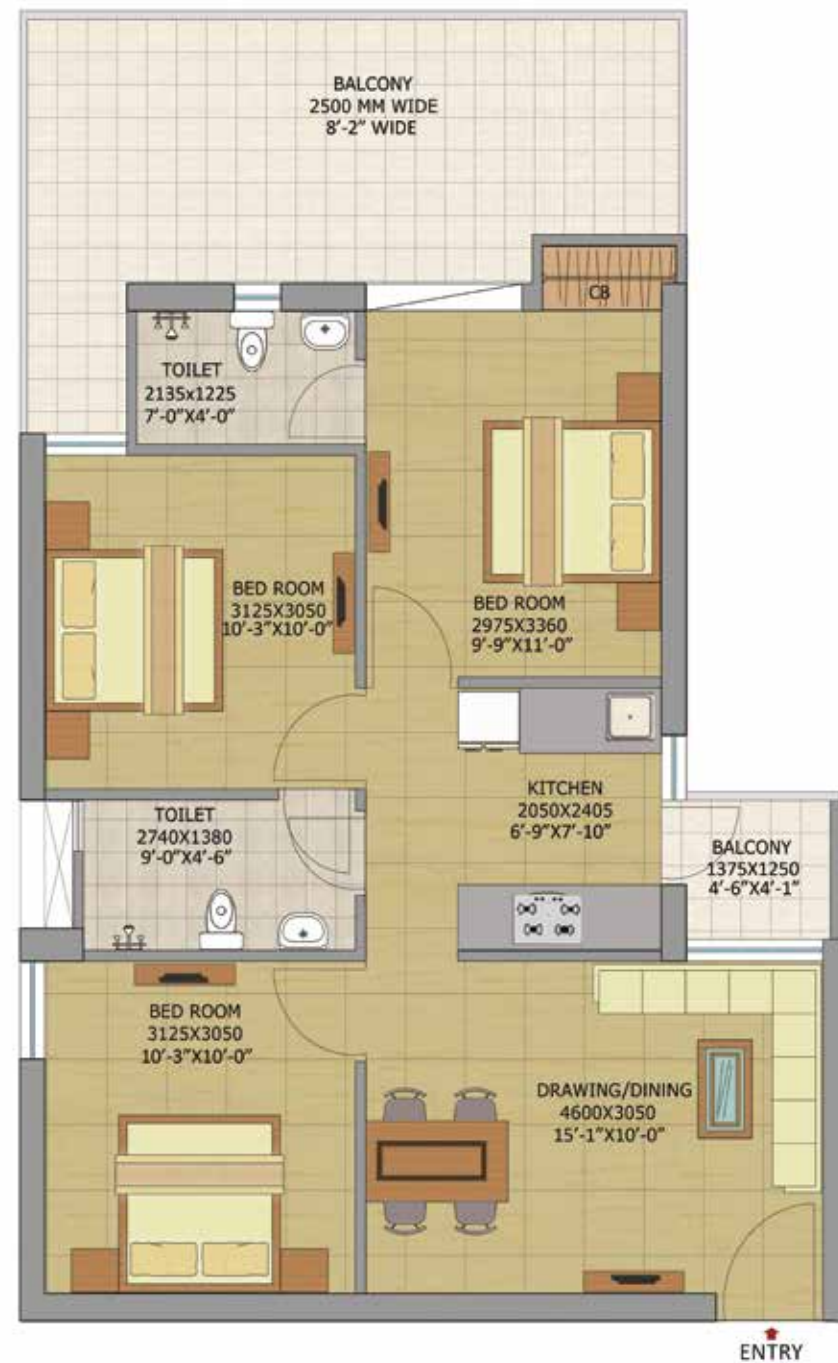 BALCONY
2500 MM WIDE
8'-2" WIDE
CB
TOILET
2135x1225
7'-0"X4'-0"
BED ROOM
3125X3050
10'-3"X10'-0"
BED ROOM
2975X3360
9'-9"X11'-0"
KITCHEN
2050X2405
6'-9"X7'-10"
TOILET
2740X1380
9'-0"X4'-6"
BALCONY
1375X1250
4'-6"X4'-1"
BED ROOM
3125X3050
10'-3"X10'-0"
DRAWING/DINING
4600X3050
15'-1"X10'-0"
ENTRY